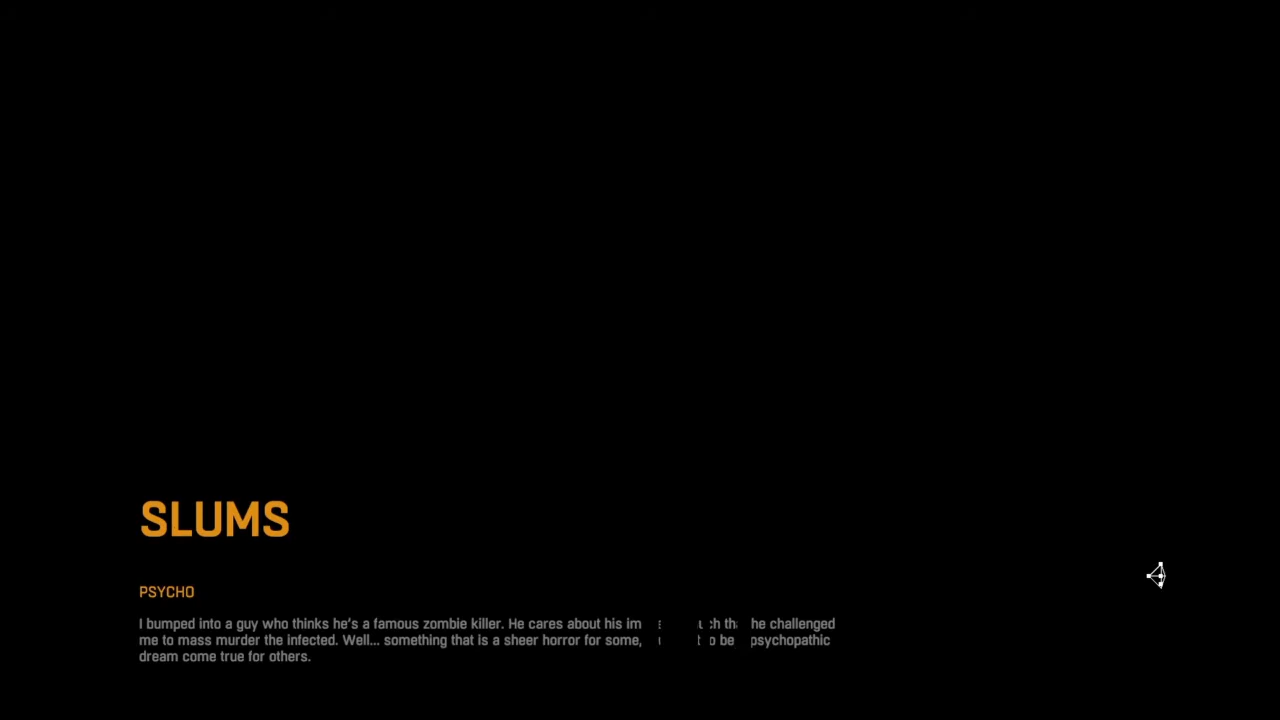 SLUMS
PSYCHO
I bumped into a guy who thinks he's a famous zombie killer. He cares about his he challenged
me to mass murder the infected. Well... something that is a sheer horror for some, be psychopathic
dream come true for others.